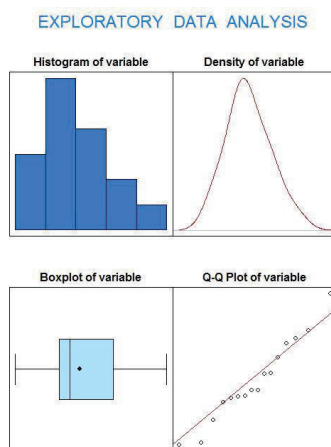 EXPLORATORY DATA ANALYSIS
Histogram of variable
Density of variable
Boxplot of variable
Q-Q Plot of variable